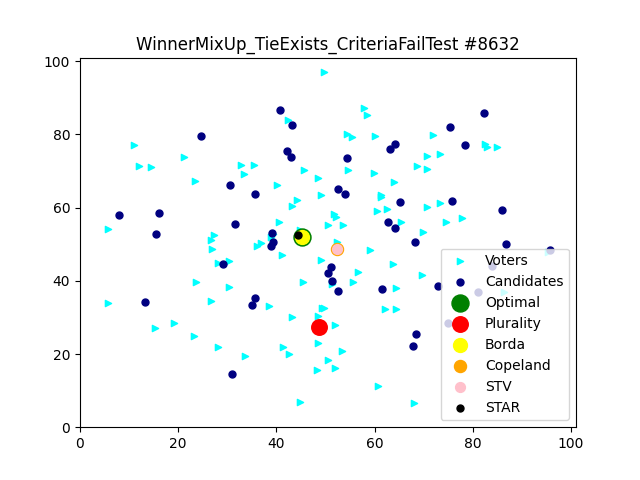 WinnerMixUp_TieExists_CriteriaFailTest #8632
100
80
60
40
20
0
0 20 40 60 80 100
Voters
Candidates
Optimal
Plurality
Borda
Copeland
STV
STAR